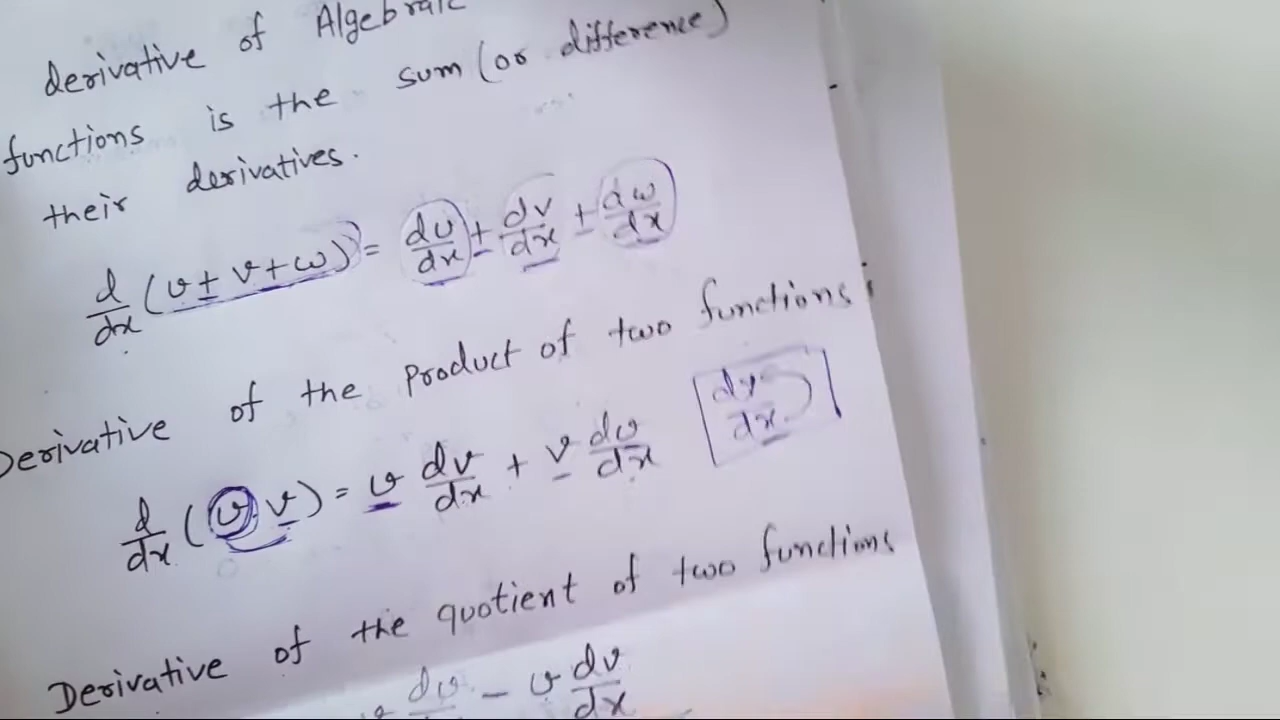 derivative of Algebraic
functions is the sum (or difference)
their derivatives.
d/dx (u ± v ± w) = du/dx ± dv/dx ± dw/dx
Derivative of the product of two functions:
d/dx (u.v) = u dv/dx + v du/dx [dv/dx]
Derivative of the quotient of two functions
du/ - u dv/dx